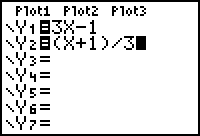 Plot1 Plot2 Plot3
\Y1=3X-1
\Y2=(X+1)/3
\Y3=
\Y4=
\Y5=
\Y6=
\Y7=